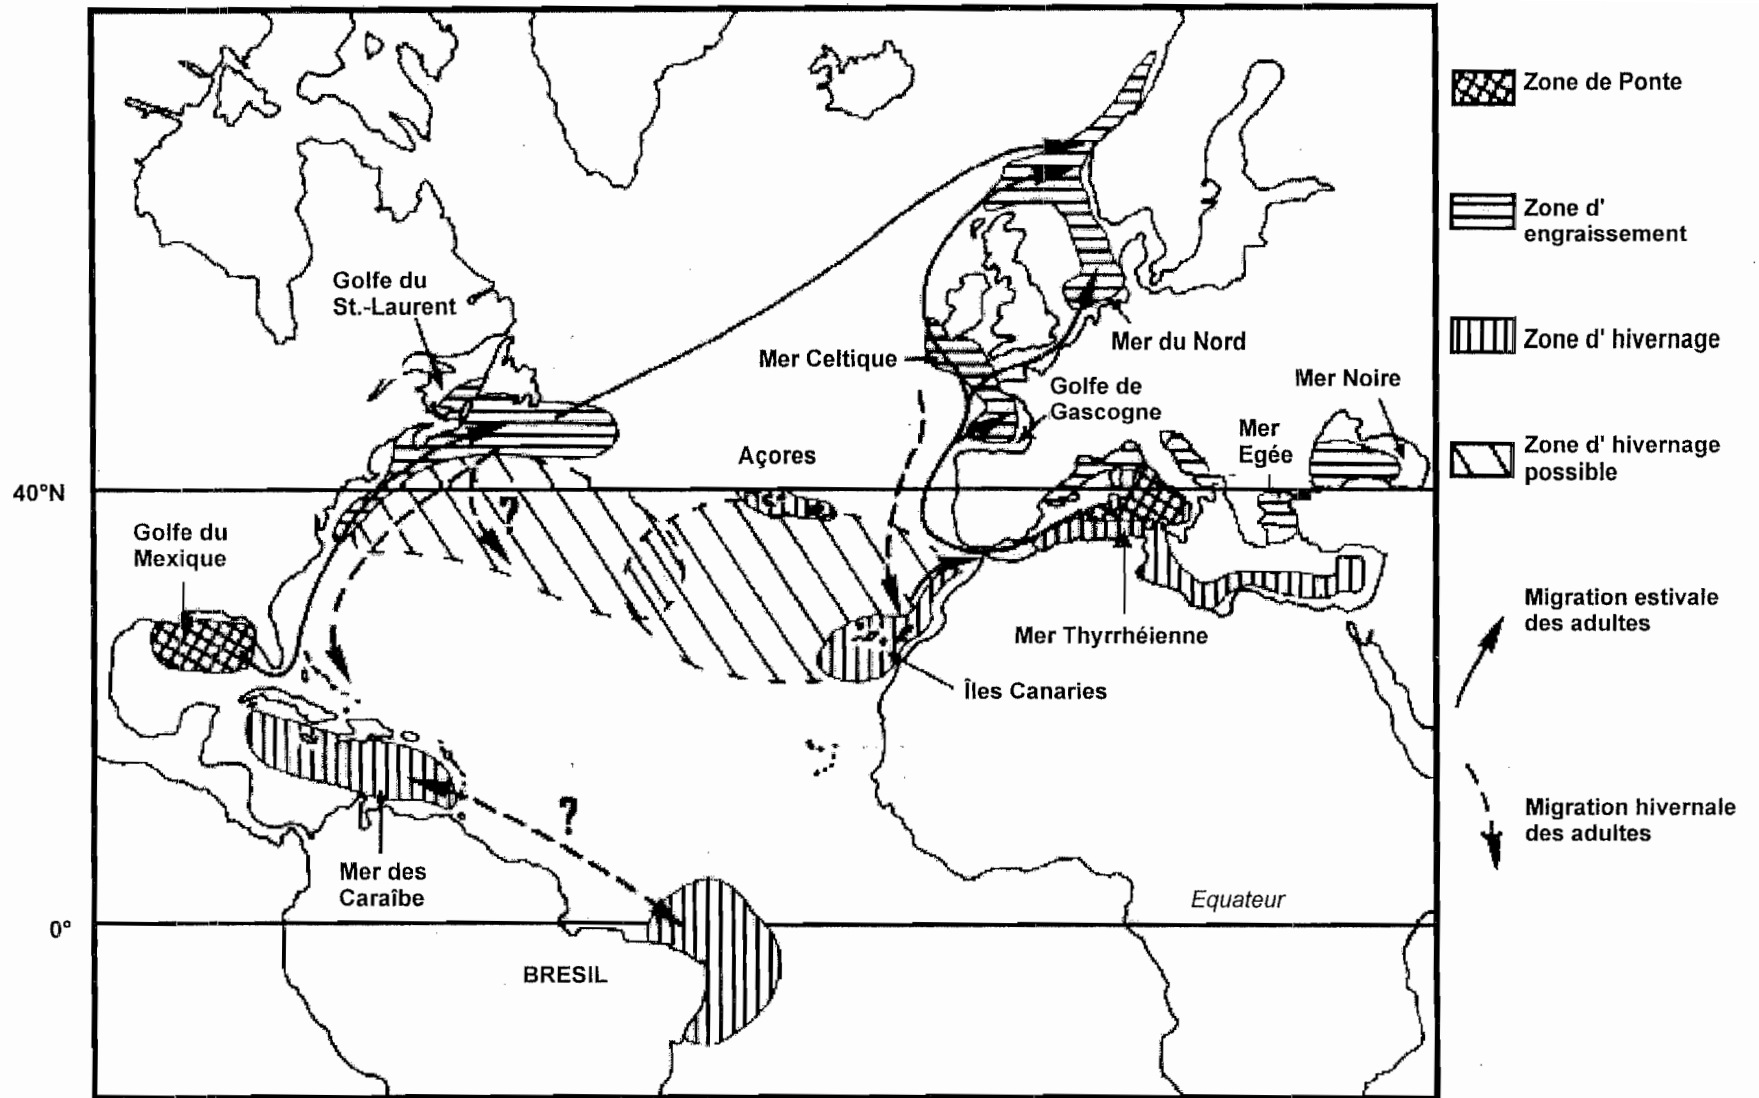 Zone de Ponte
Zone d'
engraissement
Zone d' hivernage
Zone d' hivernage
possible
Migration estivale
des adultes
Migration hivernale
des adultes
Golfe du
St.-Laurent
Mer Celtique
Mer du Nord
Golfe de
Gascogne
Mer Noire
Mer
Egée
Açores
40°N
?
Golfe du
Mexique
Mer Thyrrhéienne
Îles Canaries
?
Mer des
Caraîbe
Equateur
0°
BRESIL